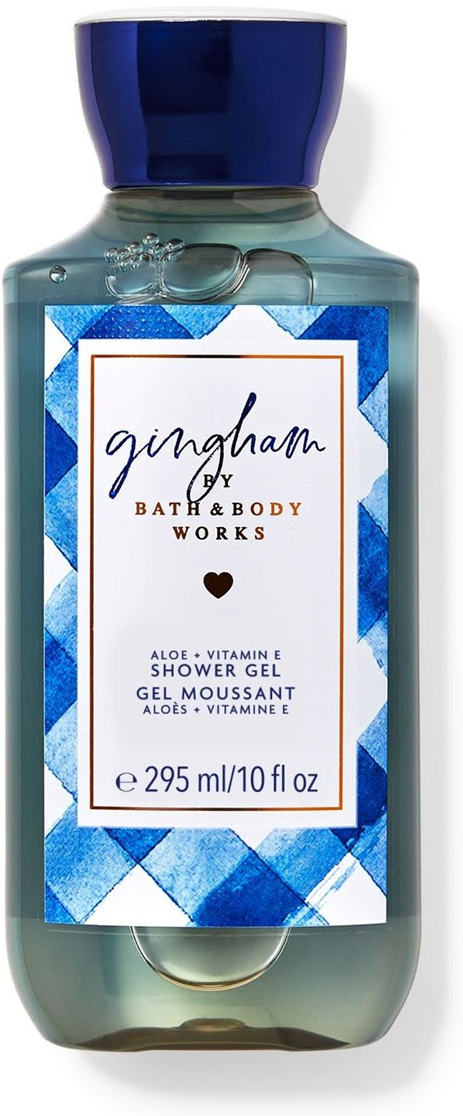 gingham
BY
BATH & BODY
WORKS
ALOE + VITAMIN E
SHOWER GEL
GEL MOUSSANT
ALOÈS + VITAMINE E
℮ 295 ml/10 fl oz